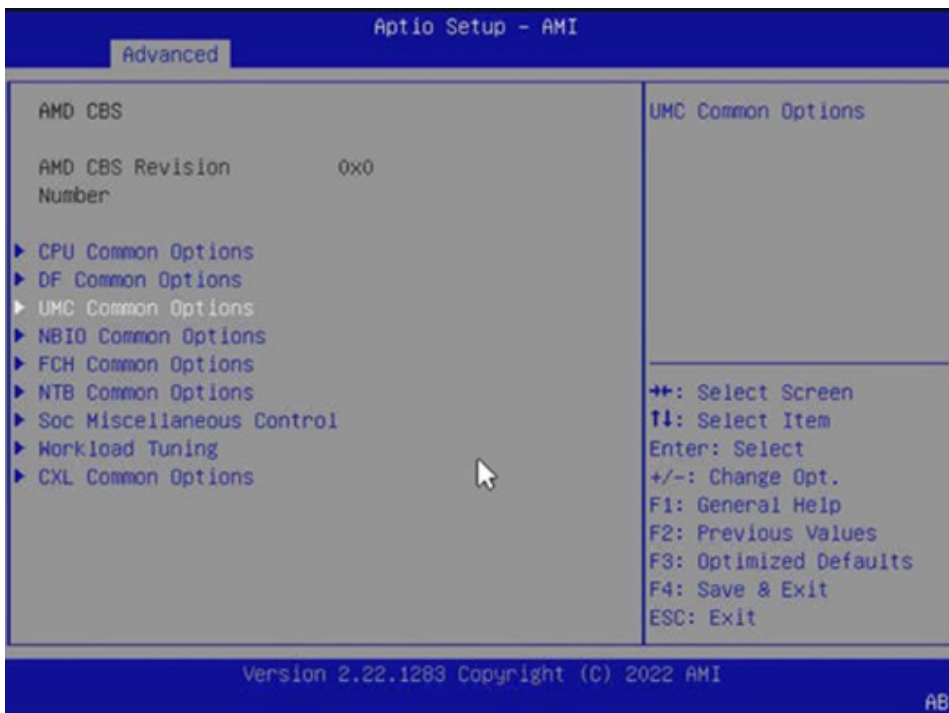 Aptio Setup – AMI
Advanced
AMD CBS
AMD CBS Revision 0x0
Number
CPU Common Options
DF Common Options
UMC Common Options
NBIO Common Options
FCH Common Options
NTB Common Options
Soc Miscellaneous Control
Workload Tuning
CXL Common Options
UMC Common Options
→←: Select Screen
↑↓: Select Item
Enter: Select
+/-: Change Opt.
F1: General Help
F2: Previous Values
F3: Optimized Defaults
F4: Save & Exit
ESC: Exit
Version 2.22.1283 Copyright (C) 2022 AMI
AB